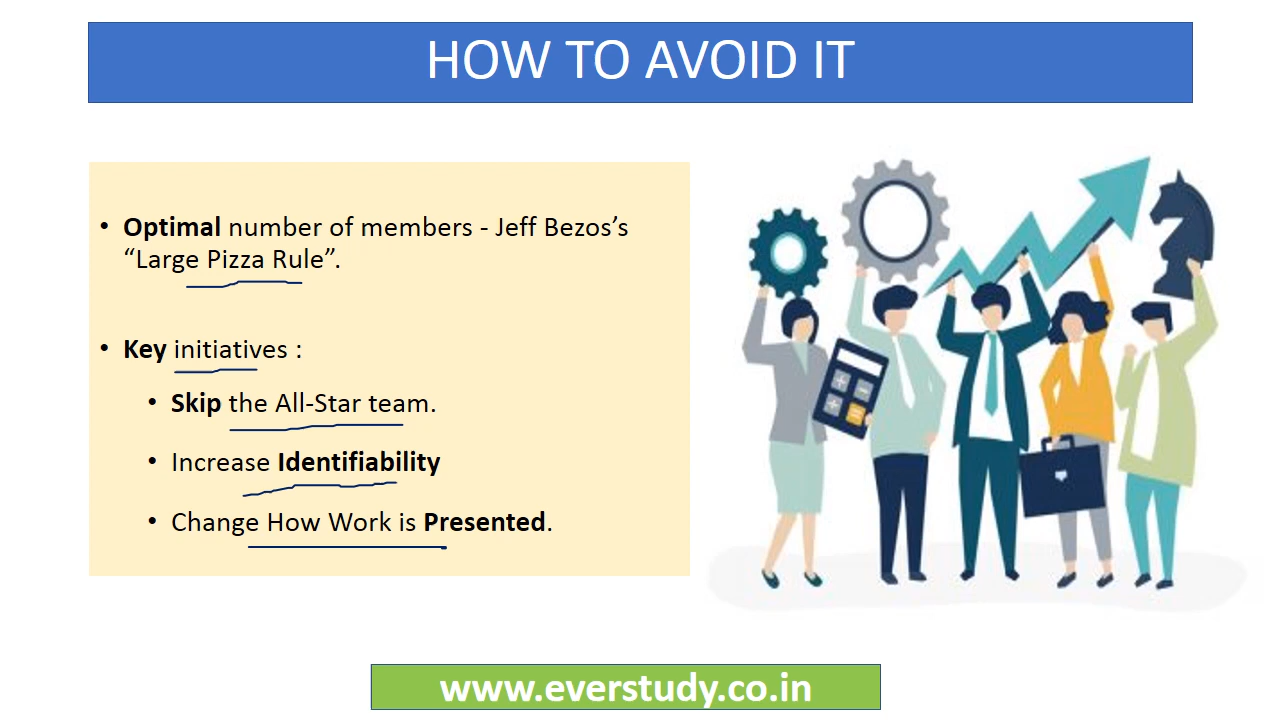 HOW TO AVOID IT
• Optimal number of members - Jeff Bezos’s
“Large Pizza Rule”.
• Key initiatives :
• Skip the All-Star team.
• Increase Identifiability
• Change How Work is Presented.
www.everstudy.co.in